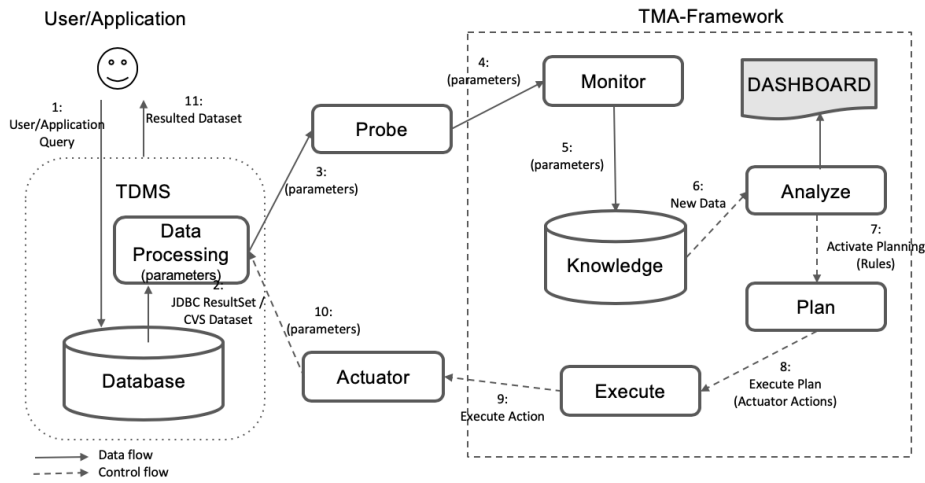 User/Application
TMA-Framework
1:
User/Application
Query
11:
Resulted Dataset
4:
(parameters)
Monitor
DASHBOARD
Probe
3:
(parameters)
5:
(parameters)
6:
New Data
Analyze
TDMS
Data
Processing
(parameters)
2:
JDBC ResultSet /
CVS Dataset
Knowledge
7:
Activate Planning
(Rules)
10:
(parameters)
Plan
Database
Actuator
9:
Execute Action
Execute
8:
Execute Plan
(Actuator Actions)
Data flow
Control flow